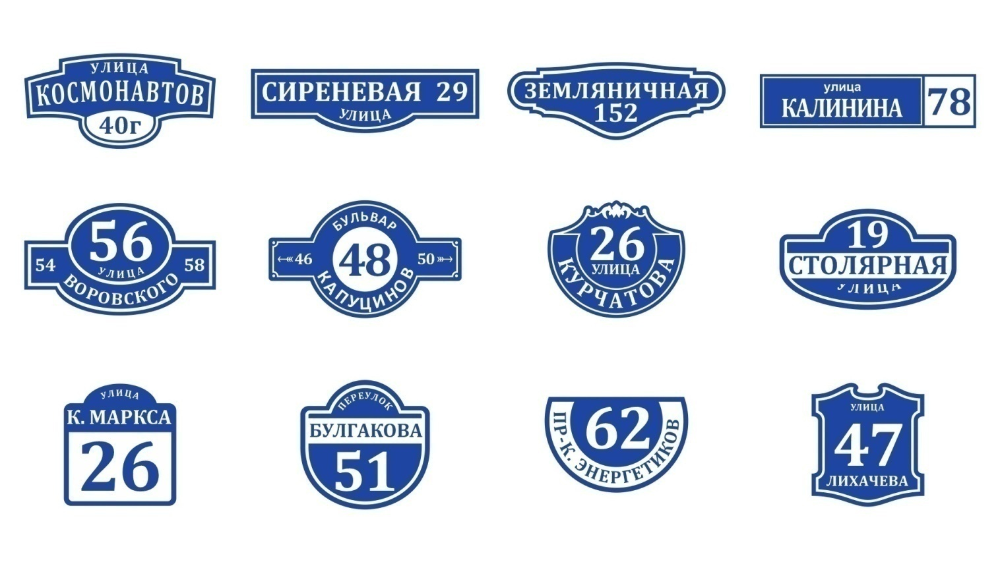 УЛИЦА
КОСМОНАВТОВ
40г
СИРЕНЕВАЯ 29
УЛИЦА
ЗЕМЛЯНИЧНАЯ
152
улица
КАЛИНИНА
78
56
УЛИЦА
54
58
ВОРОВСКОГО
БУЛЬВАР
46
48
50
КАПУЦИНОВ
26
УЛИЦА
КУРЧАТОВА
19
СТОЛЯРНАЯ
УЛИЦА
УЛИЦА
К. МАРКСА
26
ПЕРЕУЛОК
БУЛГАКОВА
51
62
ПР-К. ЭНЕРГЕТИКОВ
УЛИЦА
47
ЛИХАЧЕВА